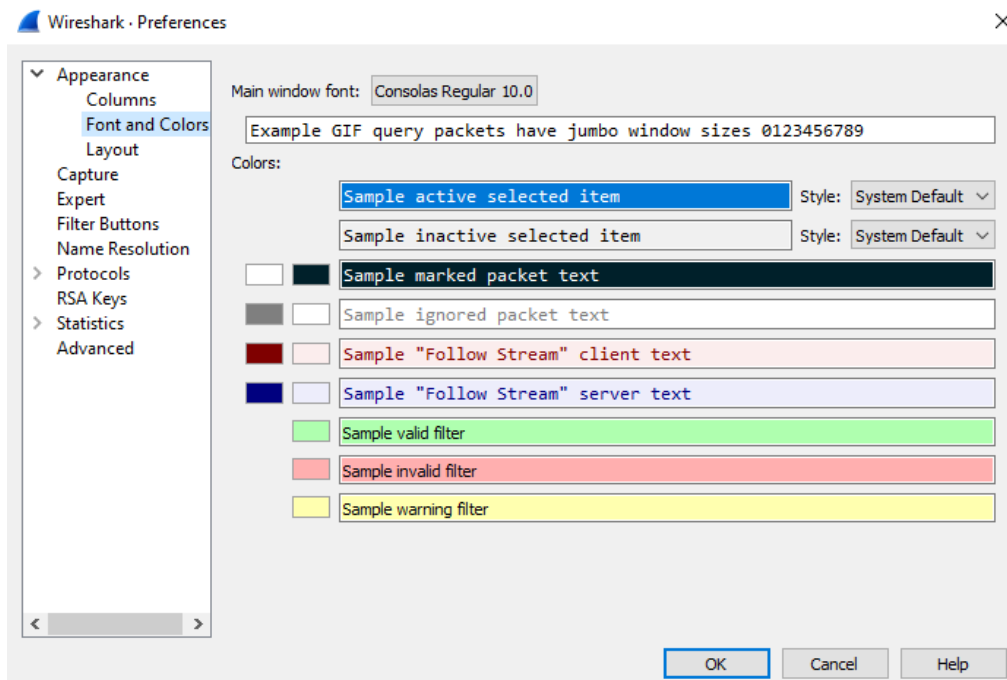 Wireshark · Preferences
Appearance
Columns
Font and Colors
Layout
Capture
Expert
Filter Buttons
Name Resolution
Protocols
RSA Keys
Statistics
Advanced
Main window font: Consolas Regular 10.0
Example GIF query packets have jumbo window sizes 0123456789
Colors:
Sample active selected item Style: System Default
Sample inactive selected item Style: System Default
Sample marked packet text
Sample ignored packet text
Sample "Follow Stream" client text
Sample "Follow Stream" server text
Sample valid filter
Sample invalid filter
Sample warning filter
OK Cancel Help